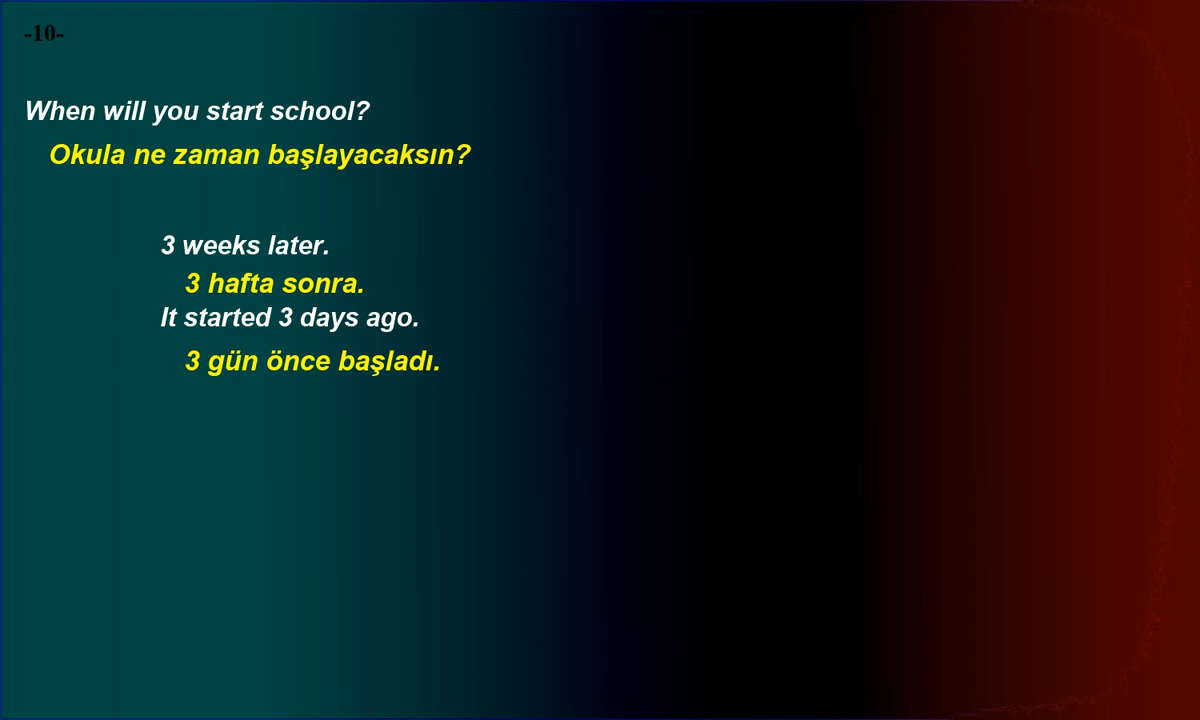 -10-
When will you start school?
Okula ne zaman başlayacaksın?
3 weeks later.
3 hafta sonra.
It started 3 days ago.
3 gün önce başladı.